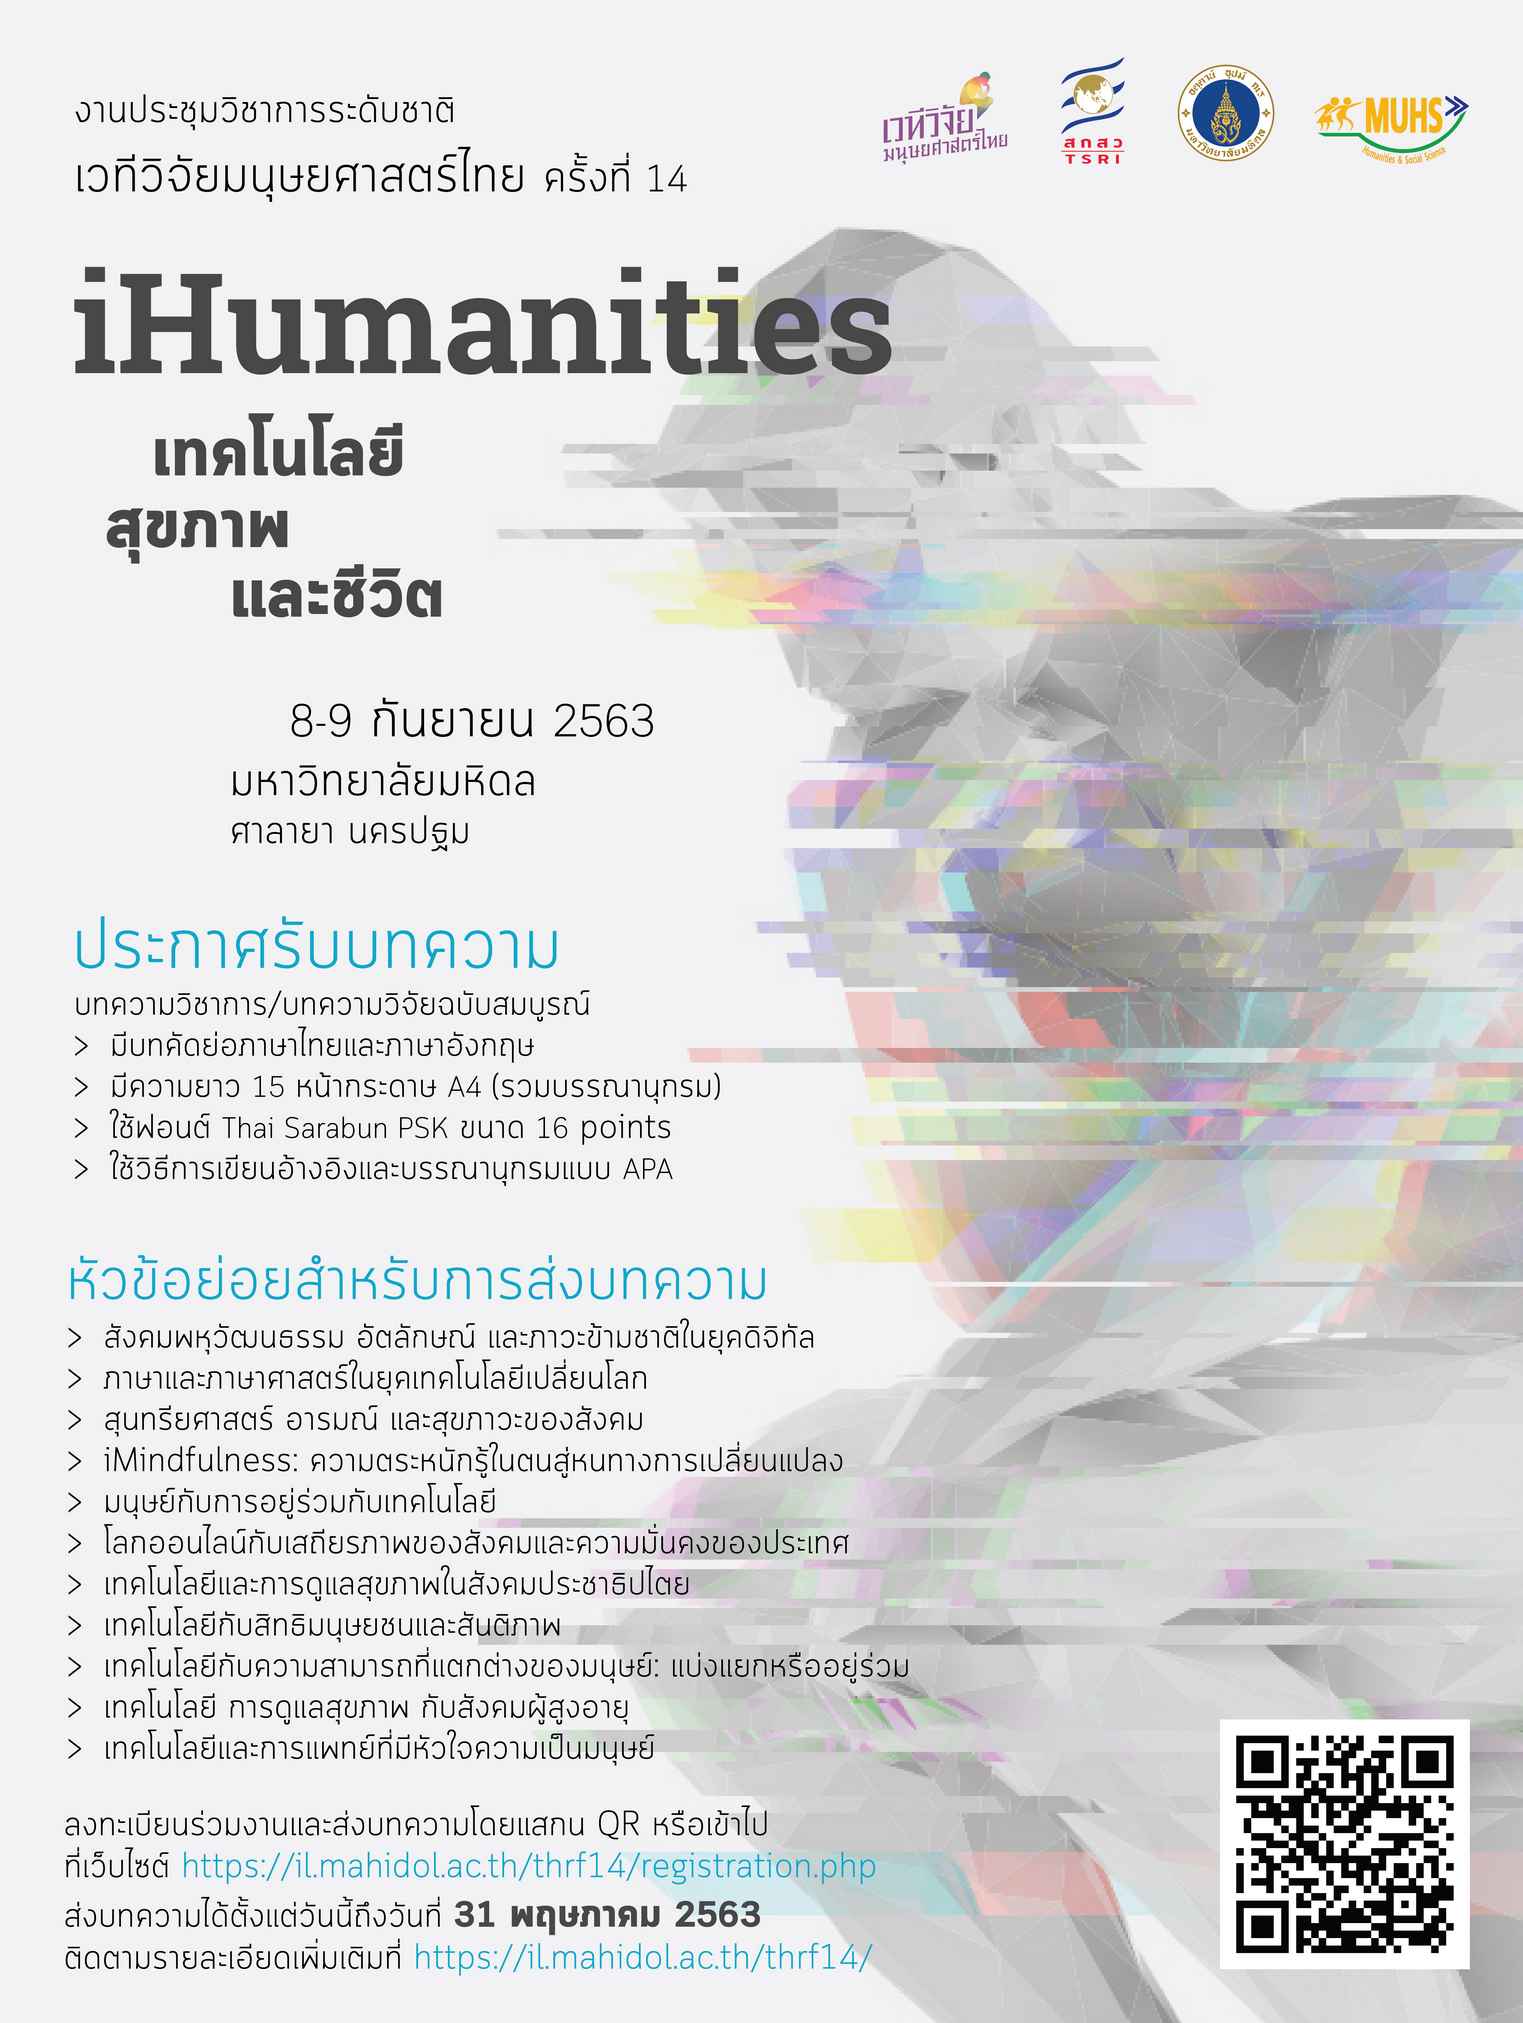 งานประชุมวิชาการระดับชาติ
เวทีวิจัยมนุษยศาสตร์ไทย ครั้งที่ 14
เวทีวิจัย
มนุษยศาสตร์ไทย
สกสว
TSRI
อตฺตานํ อุปมํ กเร
มหาวิทยาลัยมหิดล
MUHS
Humanities & Social Science
iHumanities
เทคโนโลยี
สุขภาพ
และชีวิต
8-9 กันยายน 2563
มหาวิทยาลัยมหิดล
ศาลายา นครปฐม
ประกาศรับบทความ
บทความวิชาการ/บทความวิจัยฉบับสมบูรณ์
> มีบทคัดย่อภาษาไทยและภาษาอังกฤษ
> มีความยาว 15 หน้ากระดาษ A4 (รวมบรรณานุกรม)
> ใช้ฟอนต์ Thai Sarabun PSK ขนาด 16 points
> ใช้วิธีการเขียนอ้างอิงและบรรณานุกรมแบบ APA
หัวข้อย่อยสำหรับการส่งบทความ
> สังคมพหุวัฒนธรรม อัตลักษณ์ และภาวะข้ามชาติในยุคดิจิทัล
> ภาษาและภาษาศาสตร์ในยุคเทคโนโลยีเปลี่ยนโลก
> สุนทรียศาสตร์ อารมณ์ และสุขภาวะของสังคม
> iMindfulness: ความตระหนักรู้ในตนสู่หนทางการเปลี่ยนแปลง
> มนุษย์กับการอยู่ร่วมกับเทคโนโลยี
> โลกออนไลน์กับเสถียรภาพของสังคมและความมั่นคงของประเทศ
> เทคโนโลยีและการดูแลสุขภาพในสังคมประชาธิปไตย
> เทคโนโลยีกับสิทธิมนุษยชนและสันติภาพ
> เทคโนโลยีกับความสามารถที่แตกต่างของมนุษย์: แบ่งแยกหรืออยู่ร่วม
> เทคโนโลยี การดูแลสุขภาพ กับสังคมผู้สูงอายุ
> เทคโนโลยีและการแพทย์ที่มีหัวใจความเป็นมนุษย์
ลงทะเบียนร่วมงานและส่งบทความโดยแสกน QR หรือเข้าไป
ที่เว็บไซต์ https://il.mahidol.ac.th/thrf14/registration.php
ส่งบทความได้ตั้งแต่วันนี้ถึงวันที่ 31 พฤษภาคม 2563
ติดตามรายละเอียดเพิ่มเติมที่ https://il.mahidol.ac.th/thrf14/